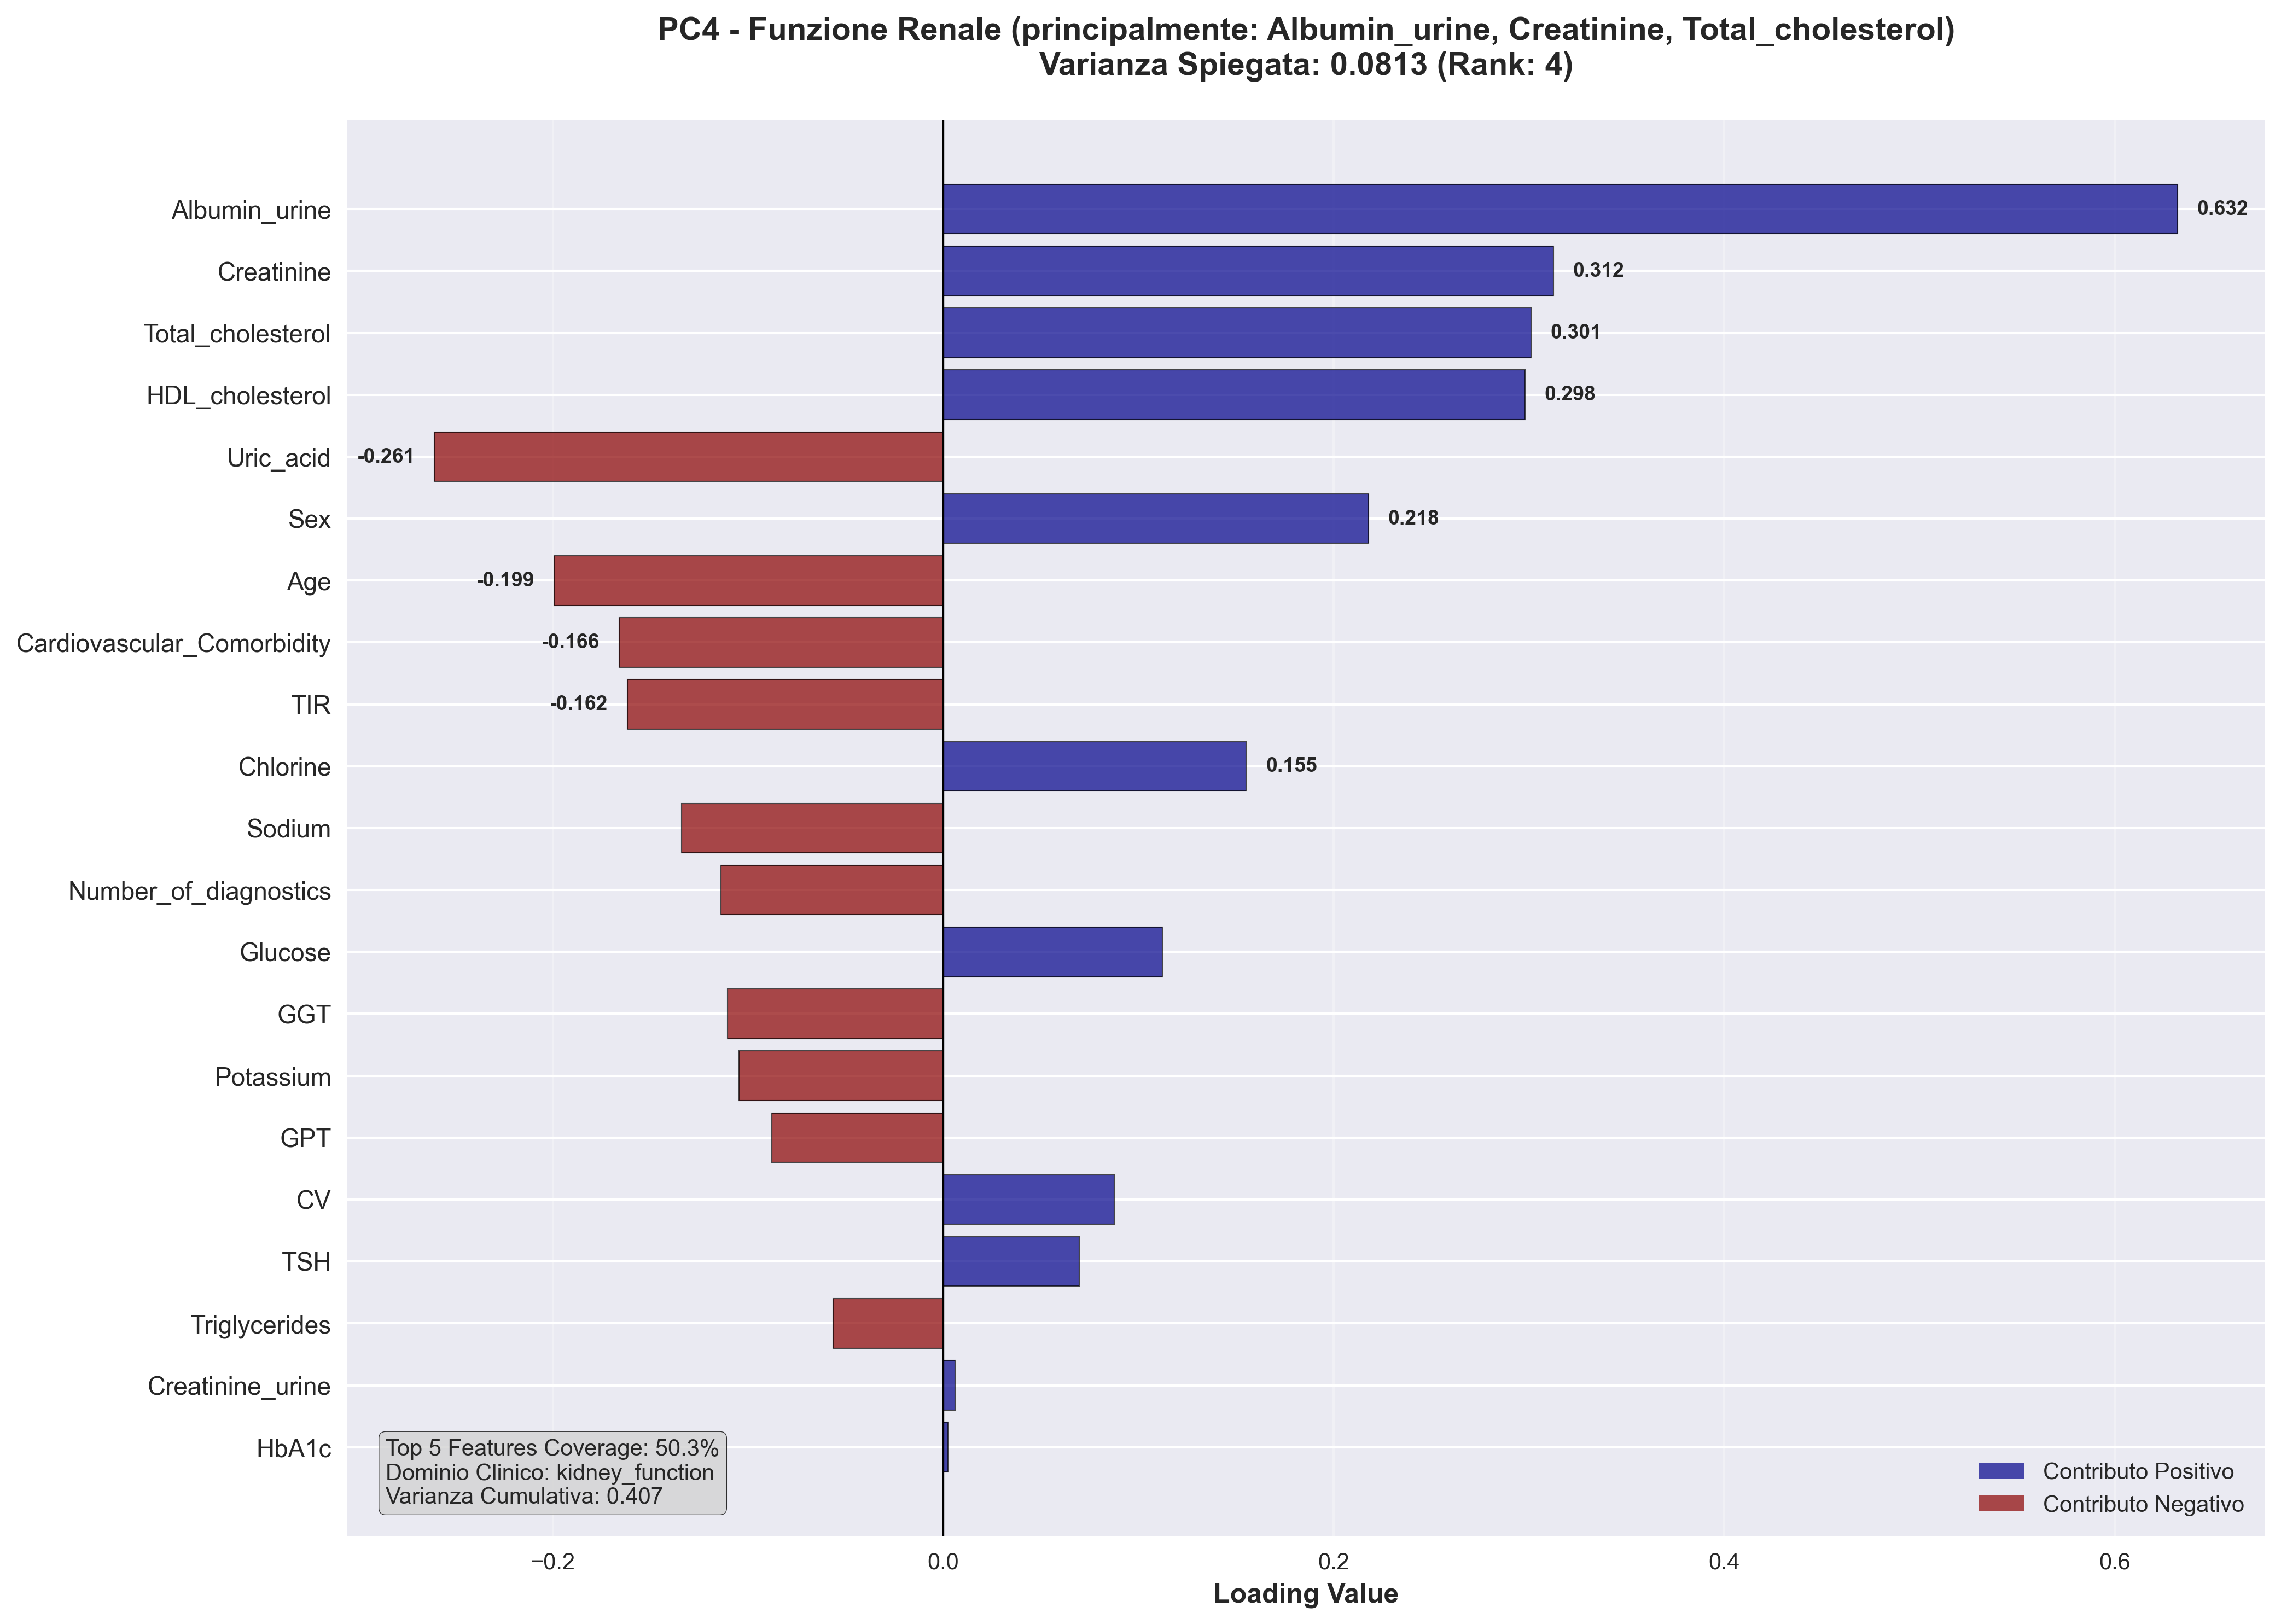 PC4 - Funzione Renale (principalmente: Albumin_urine, Creatinine, Total_cholesterol)
Varianza Spiegata: 0.0813 (Rank: 4)
Albumin_urine
0.632
Creatinine
0.312
Total_cholesterol
0.301
HDL_cholesterol
0.298
Uric_acid
-0.261
Sex
0.218
Age
-0.199
Cardiovascular_Comorbidity
-0.166
TIR
-0.162
Chlorine
0.155
Sodium
Number_of_diagnostics
Glucose
GGT
Potassium
GPT
CV
TSH
Triglycerides
Creatinine_urine
HbA1c
Top 5 Features Coverage: 50.3%
Dominio Clinico: kidney_function
Varianza Cumulativa: 0.407
Contributo Positivo
Contributo Negativo
−0.2
0.0
0.2
0.4
0.6
Loading Value